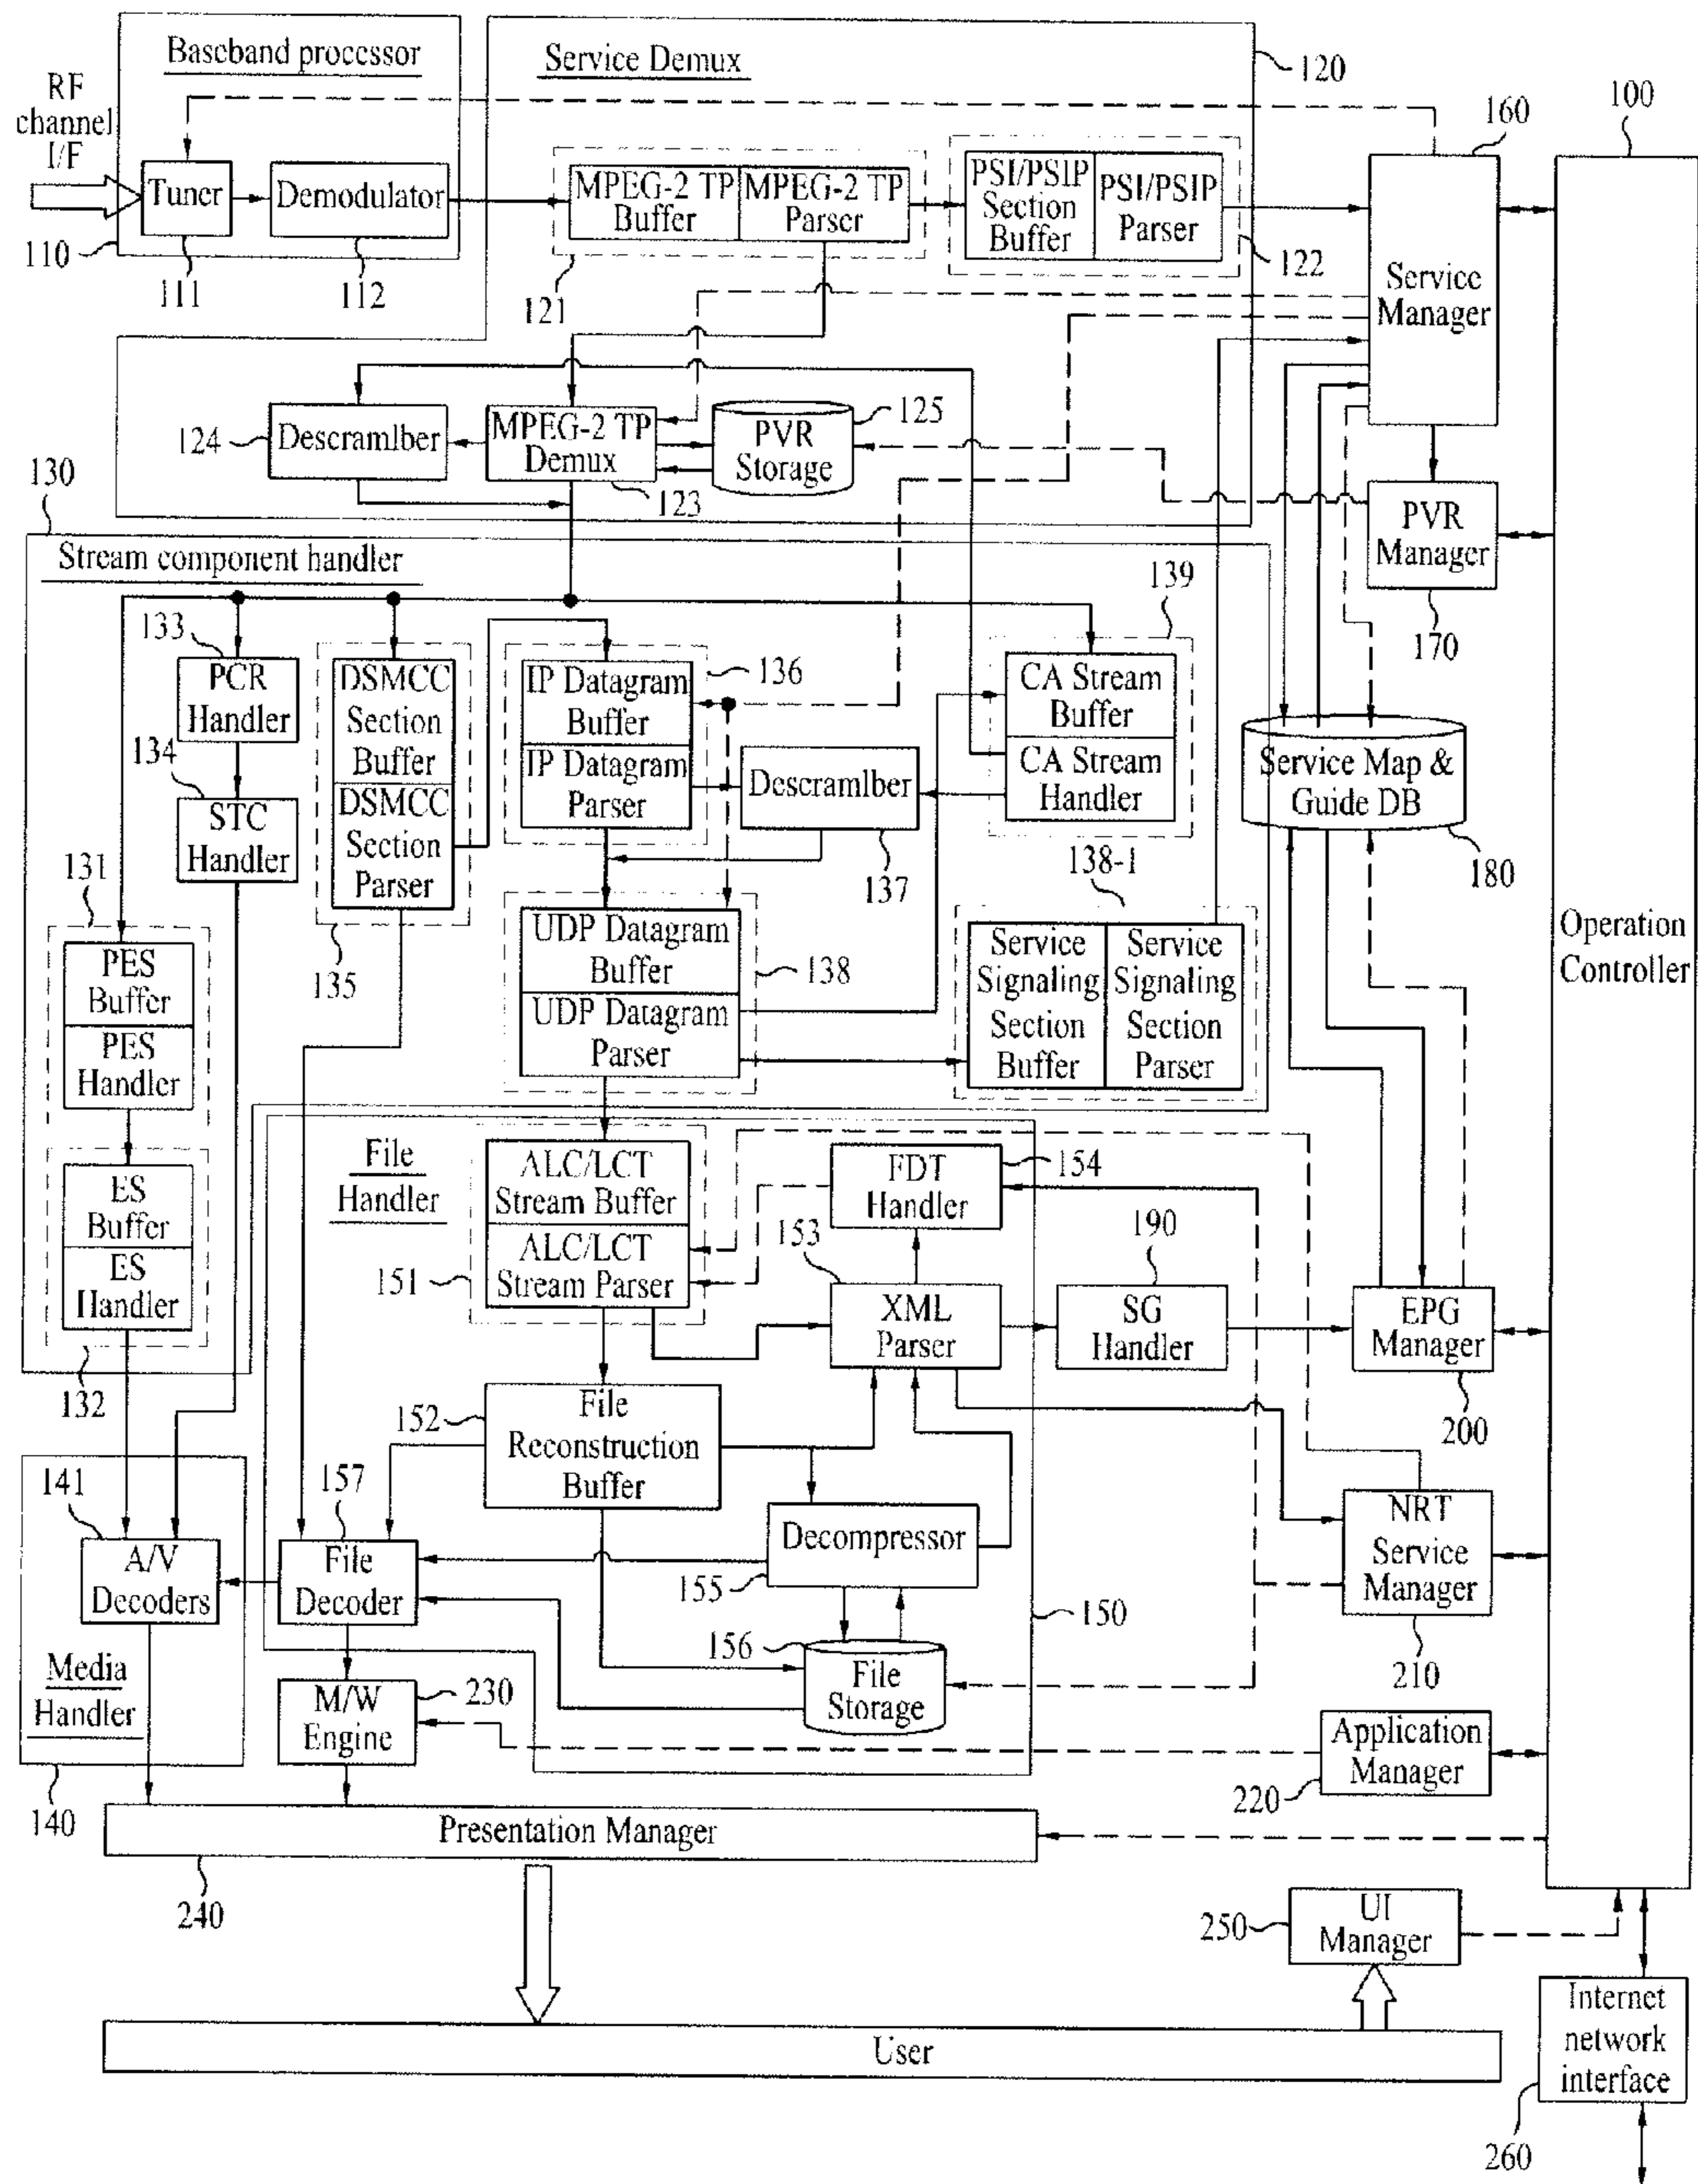 Baseband processor
Service Demux
120
RF
channel
I/F
160
100
Tuner
Demodulator
MPEG-2 TP
Buffer
MPEG-2 TP
Parser
PSI/PSIP
Section
Buffer
PSI/PSIP
Parser
110
111
112
121
122
Service
Manager
124
Descramlber
MPEG-2 TP
Demux
123
PVR
Storage
125
130
Stream component handler
PVR
Manager
170
139
133
PCR
Handler
134
STC
Handler
DSMCC
Section
Buffer
DSMCC
Section
Parser
135
IP Datagram
Buffer
IP Datagram
Parser
136
Descramlber
137
CA Stream
Buffer
CA Stream
Handler
138-1
Service Map &
Guide DB
180
Operation
Controller
131
PES
Buffer
PES
Handler
UDP Datagram
Buffer
UDP Datagram
Parser
138
Service
Signaling
Section
Buffer
Service
Signaling
Section
Parser
ES
Buffer
ES
Handler
132
File
Handler
ALC/LCT
Stream Buffer
ALC/LCT
Stream Parser
151
FDT
Handler
154
153
XML
Parser
190
SG
Handler
EPG
Manager
200
152
File
Reconstruction
Buffer
141
A/V
Decoders
157
File
Decoder
Decompressor
155
150
NRT
Service
Manager
210
156
File
Storage
Media
Handler
M/W
Engine
230
Application
Manager
220
140
Presentation Manager
240
250
UI
Manager
Internet
network
interface
User
260